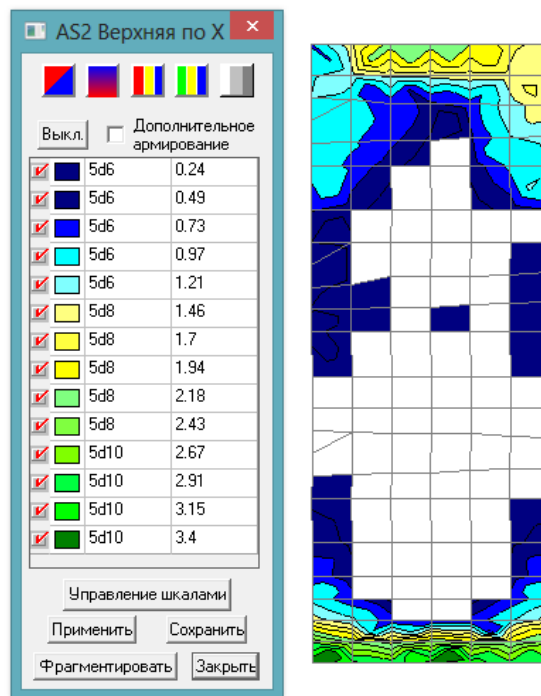 AS2 Верхняя по X
Выкл.
Дополнительное
армирование
5d6 0.24
5d6 0.49
5d6 0.73
5d6 0.97
5d6 1.21
5d8 1.46
5d8 1.7
5d8 1.94
5d8 2.18
5d8 2.43
5d10 2.67
5d10 2.91
5d10 3.15
5d10 3.4
Управление шкалами
Применить Сохранить
Фрагментировать Закрыть